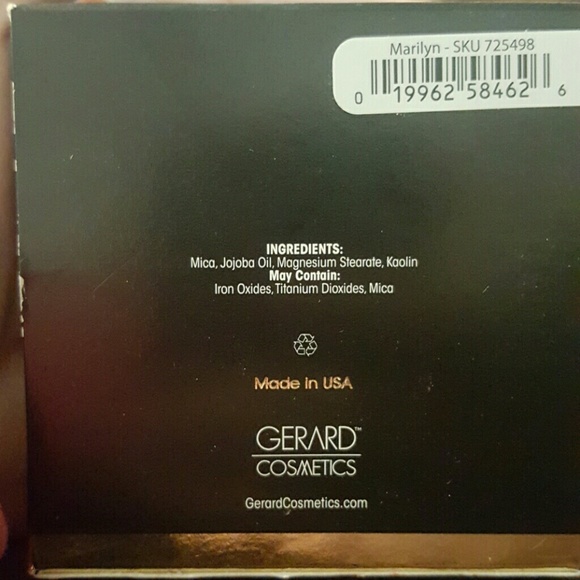 Marilyn - SKU 725498
0 19962 58462 6
INGREDIENTS:
Mica, Jojoba Oil, Magnesium Stearate, Kaolin
May Contain:
Iron Oxides, Titanium Dioxides, Mica
Made in USA
GERARD™
COSMETICS
GerardCosmetics.com